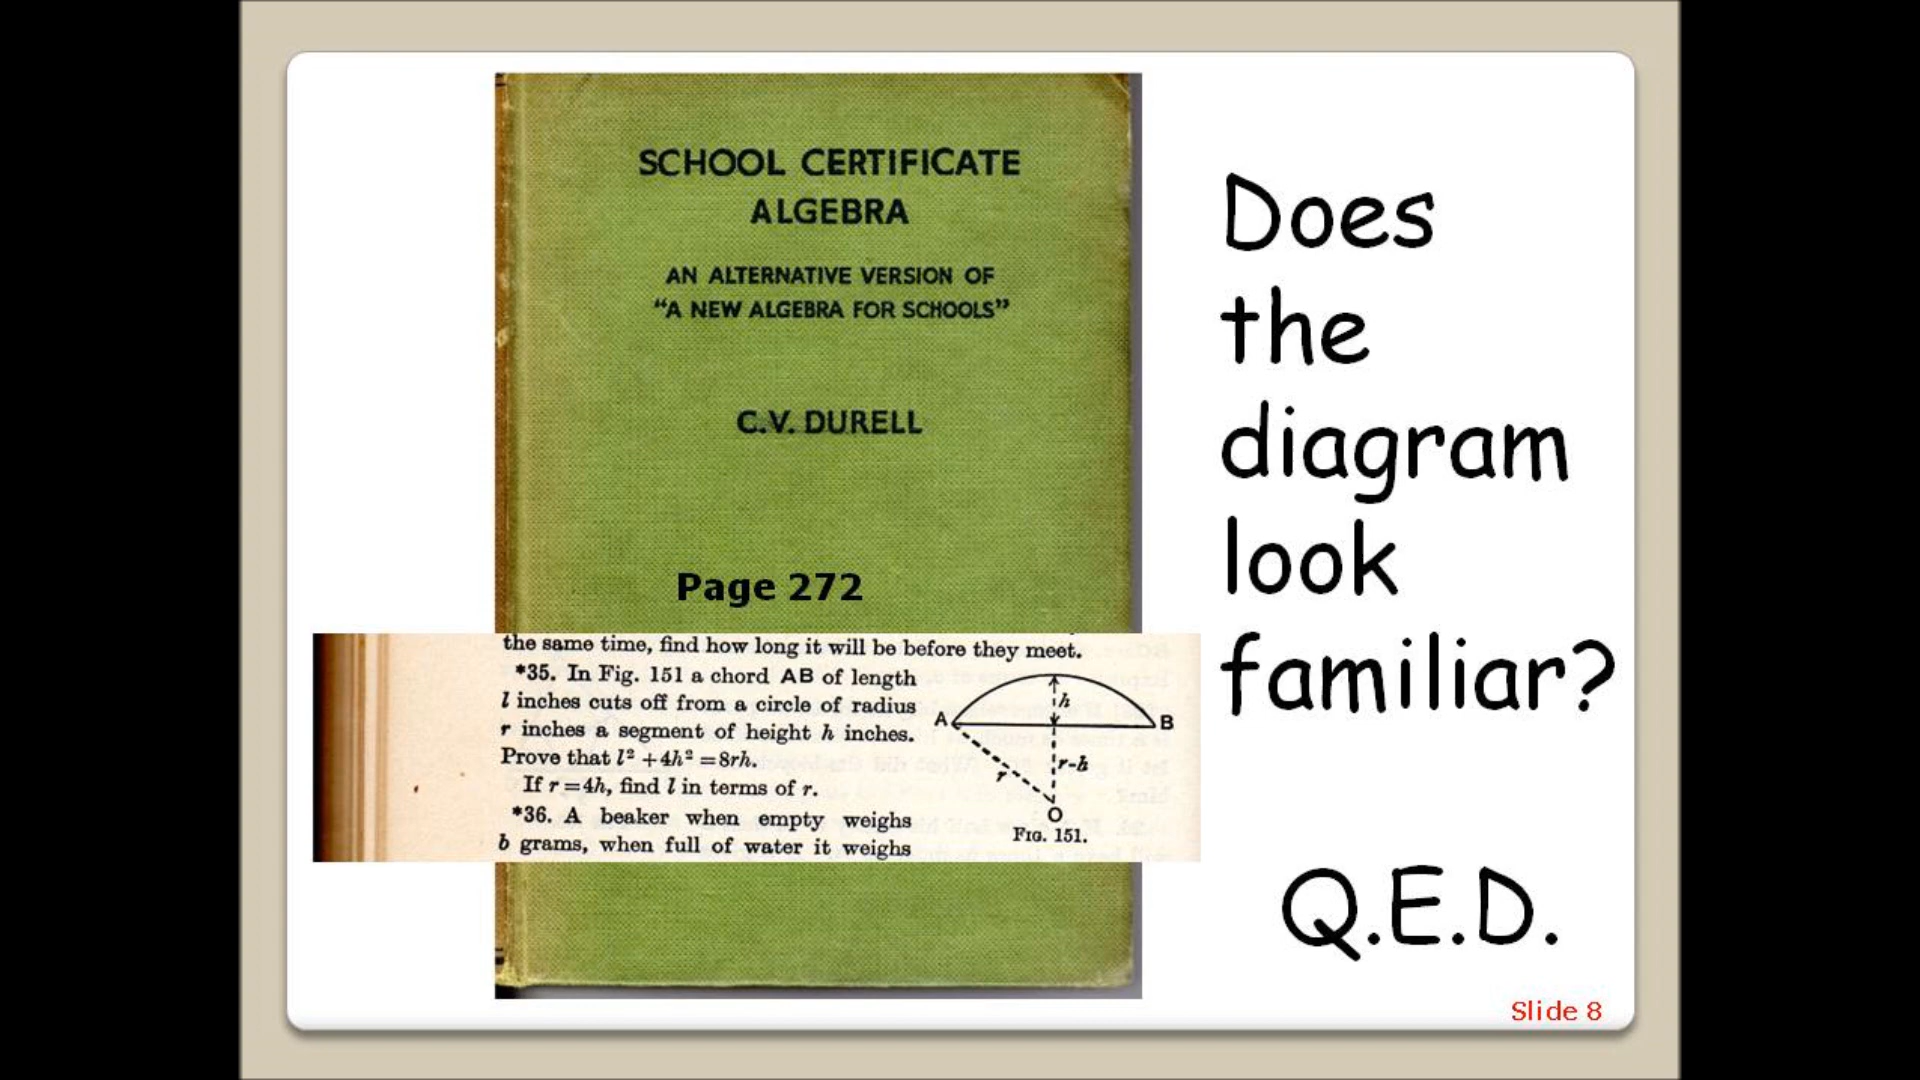 SCHOOL CERTIFICATE
ALGEBRA
AN ALTERNATIVE VERSION OF
“A NEW ALGEBRA FOR SCHOOLS”
C.V. DURELL
Page 272
the same time, find how long it will be before they meet.
*35. In Fig. 151 a chord AB of length
l inches cuts off from a circle of radius
r inches a segment of height h inches.
Prove that l² +4h² =8rh.
If r=4h, find l in terms of r.
*36. A beaker when empty weighs
b grams, when full of water it weighs
h
A
B
r-h
r
O
FIG. 151.
Does
the
diagram
look
familiar?
Q.E.D.
Slide 8